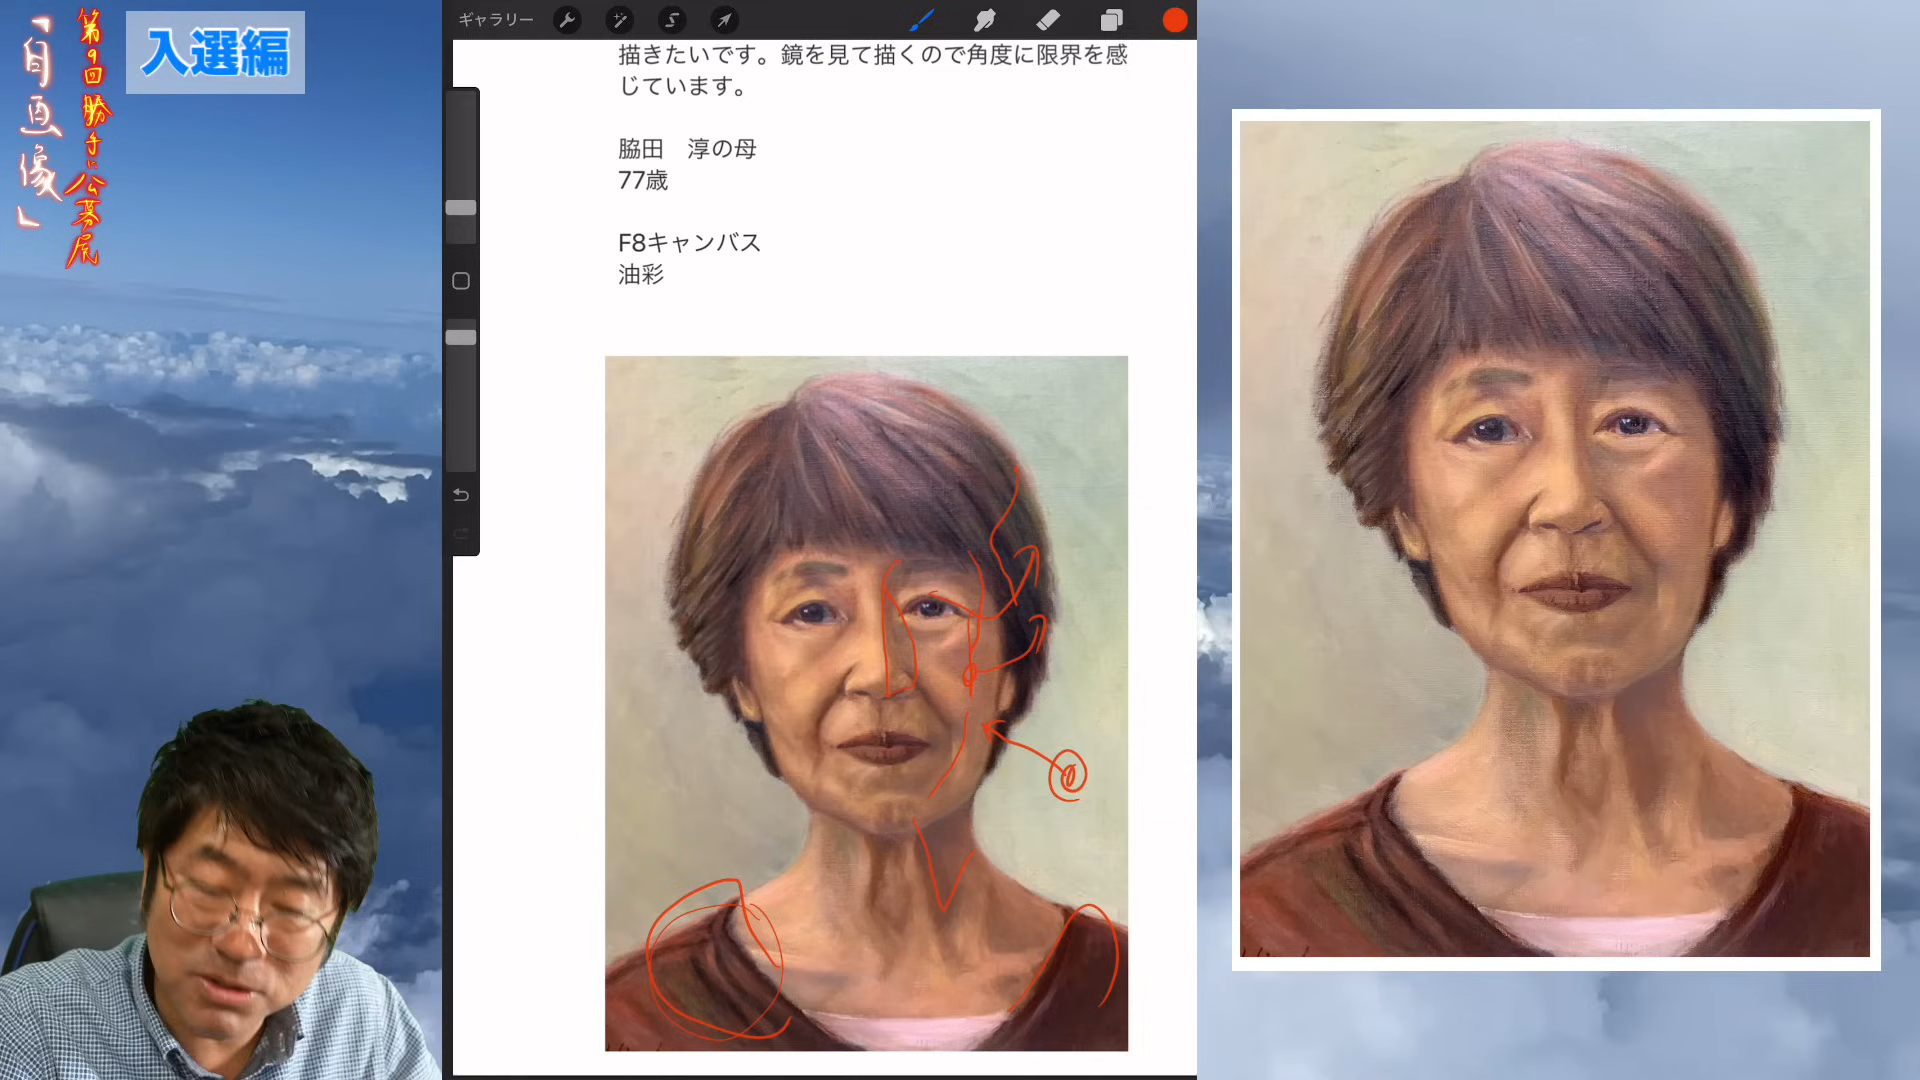 第9回 勝手に公募展
「自画像」
入選編
ギャラリー
描きたいです。鏡を見て描くので角度に限界を感
じています。
脇田　淳の母
77歳
F8キャンバス
油彩